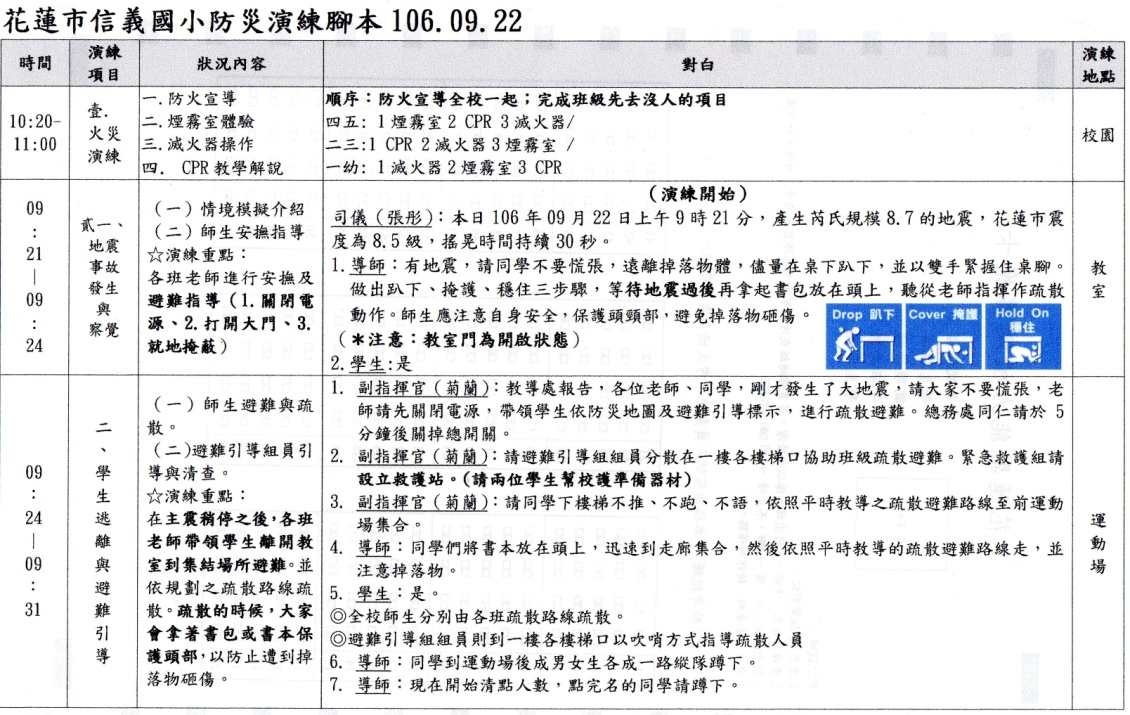 花蓮市信義國小防災演練腳本 106.09.22
時間
演練
項目
狀況內容
對白
演練
地點
10:20-
11:00
壹.
火災
演練
一.防火宣導
二.煙霧室體驗
三.滅火器操作
四. CPR 教學解說
順序：防火宣導全校一起；完成班級先去沒人的項目
四五：1 煙霧室 2 CPR 3 滅火器/
二三:1 CPR 2 滅火器 3 煙霧室 /
一幼: 1 滅火器 2 煙霧室 3 CPR
校園
09
:
21
|
09
:
24
貳一、
地震
事故
發生
與
察覺
（一）情境模擬介紹
（二）師生安撫指導
☆演練重點：
各班老師進行安撫及
避難指導（1.關閉電
源、2.打開大門、3.
就地掩蔽）
（演練開始）
司儀（張彤）：本日 106 年 09 月 22 日上午 9 時 21 分，產生芮氏規模 8.7 的地震，花蓮市震
度為 8.5 級，搖晃時間持續 30 秒。
1.導師：有地震，請同學不要慌張，遠離掉落物體，儘量在桌下趴下，並以雙手緊握住桌腳。
做出趴下、掩護、穩住三步驟，等待地震過後再拿起書包放在頭上，聽從老師指揮作疏散
動作。師生應注意自身安全，保護頭頸部，避免掉落物砸傷。
（＊注意：教室門為開啟狀態）
2.學生:是
Drop 趴下
Cover 掩護
Hold On
穩住
教
室
09
:
24
|
09
:
31
二
、
學
生
逃
離
與
避
難
引
導
（一）師生避難與疏
散。
（二)避難引導組員引
導與清查。
☆演練重點：
在主震稍停之後，各班
老師帶領學生離開教
室到集結場所避難。並
依規劃之疏散路線疏
散。疏散的時候，大家
會拿著書包或書本保
護頭部，以防止遭到掉
落物砸傷。
1. 副指揮官（菊蘭）：教導處報告，各位老師、同學，剛才發生了大地震，請大家不要慌張，老
師請先關閉電源，帶領學生依防災地圖及避難引導標示，進行疏散避難。總務處同仁請於 5
分鐘後關掉總開關。
2. 副指揮官（菊蘭）：請避難引導組組員分散在一樓各樓梯口協助班級疏散避難。緊急救護組請
設立救護站。(請兩位學生幫校護準備器材）
3. 副指揮官（菊蘭）：請同學下樓梯不推、不跑、不語，依照平時教導之疏散避難路線至前運動
場集合。
4. 導師：同學們將書本放在頭上，迅速到走廊集合，然後依照平時教導的疏散避難路線走，並
注意掉落物。
5. 學生：是。
◎全校師生分別由各班疏散路線疏散。
◎避難引導組組員則到一樓各樓梯口以吹哨方式指導疏散人員
6. 導師：同學到運動場後成男女生各成一路縱隊蹲下。
7. 導師：現在開始清點人數，點完名的同學請蹲下。
運
動
場